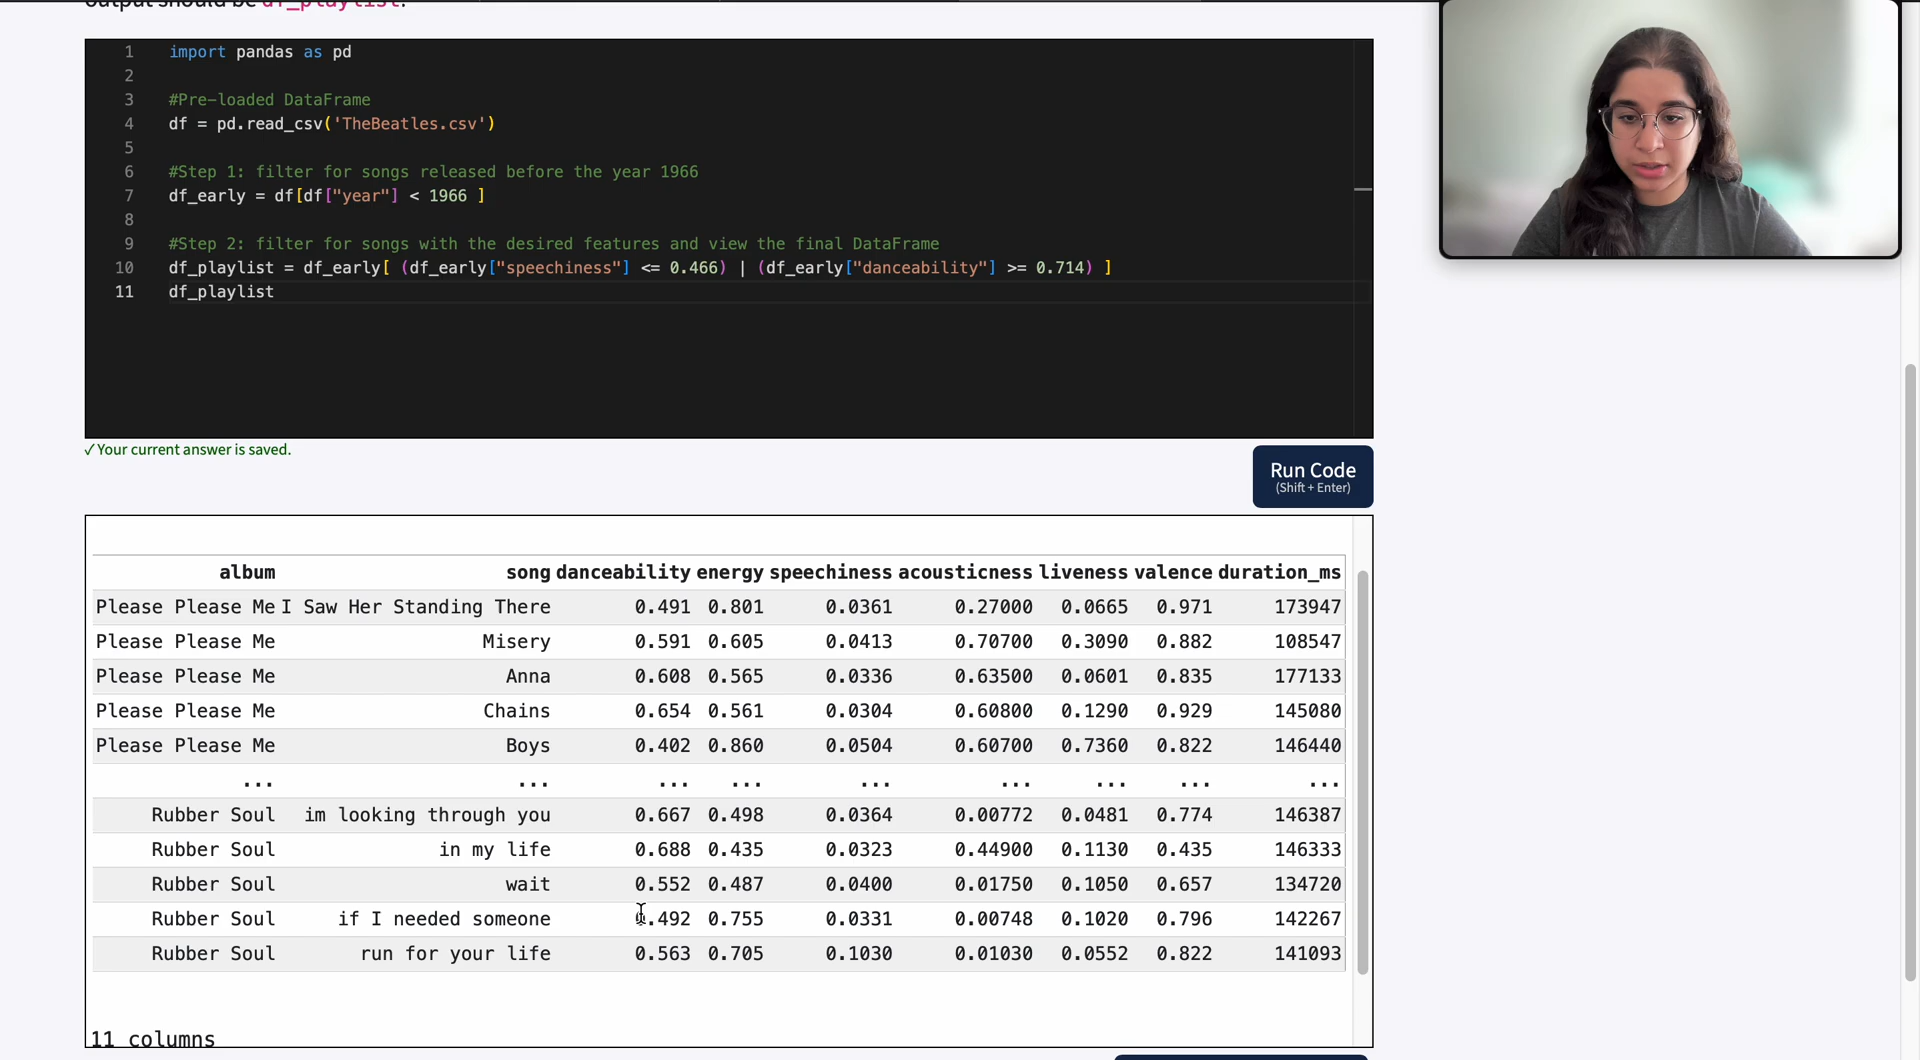 output should be df_playlist.
1 import pandas as pd
2
3 #Pre-loaded DataFrame
4 df = pd.read_csv('TheBeatles.csv')
5
6 #Step 1: filter for songs released before the year 1966
7 df_early = df[df["year"] < 1966 ]
8
9 #Step 2: filter for songs with the desired features and view the final DataFrame
10 df_playlist = df_early[ (df_early["speechiness"] <= 0.466) | (df_early["danceability"] >= 0.714) ]
11 df_playlist
✓Your current answer is saved.
Run Code
(Shift + Enter)
album song danceability energy speechiness acousticness liveness valence duration_ms
Please Please Me I Saw Her Standing There 0.491 0.801 0.0361 0.27000 0.0665 0.971 173947
Please Please Me Misery 0.591 0.605 0.0413 0.70700 0.3090 0.882 108547
Please Please Me Anna 0.608 0.565 0.0336 0.63500 0.0601 0.835 177133
Please Please Me Chains 0.654 0.561 0.0304 0.60800 0.1290 0.929 145080
Please Please Me Boys 0.402 0.860 0.0504 0.60700 0.7360 0.822 146440
... ... ... ... ... ... ... ... ...
Rubber Soul im looking through you 0.667 0.498 0.0364 0.00772 0.0481 0.774 146387
Rubber Soul in my life 0.688 0.435 0.0323 0.44900 0.1130 0.435 146333
Rubber Soul wait 0.552 0.487 0.0400 0.01750 0.1050 0.657 134720
Rubber Soul if I needed someone 0.492 0.755 0.0331 0.00748 0.1020 0.796 142267
Rubber Soul run for your life 0.563 0.705 0.1030 0.01030 0.0552 0.822 141093
11 columns